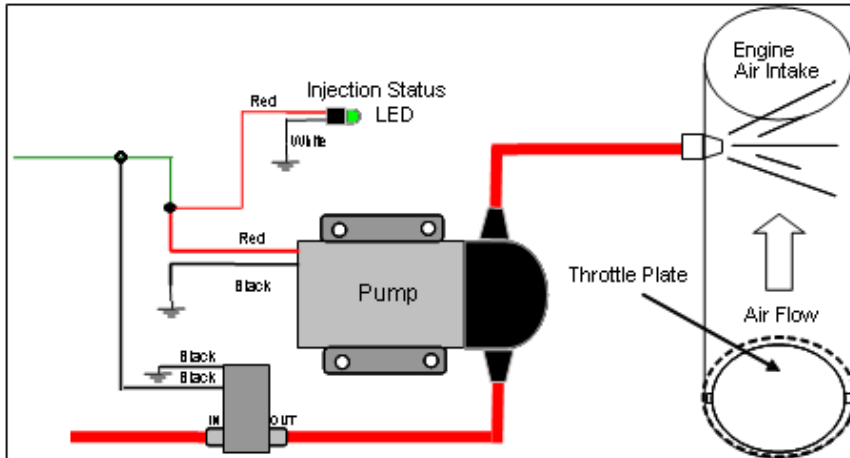 Engine
Air Intake
Injection Status
LED
Red
White
Red
Black
Pump
Throttle Plate
Air Flow
Black
Black
IN
OUT